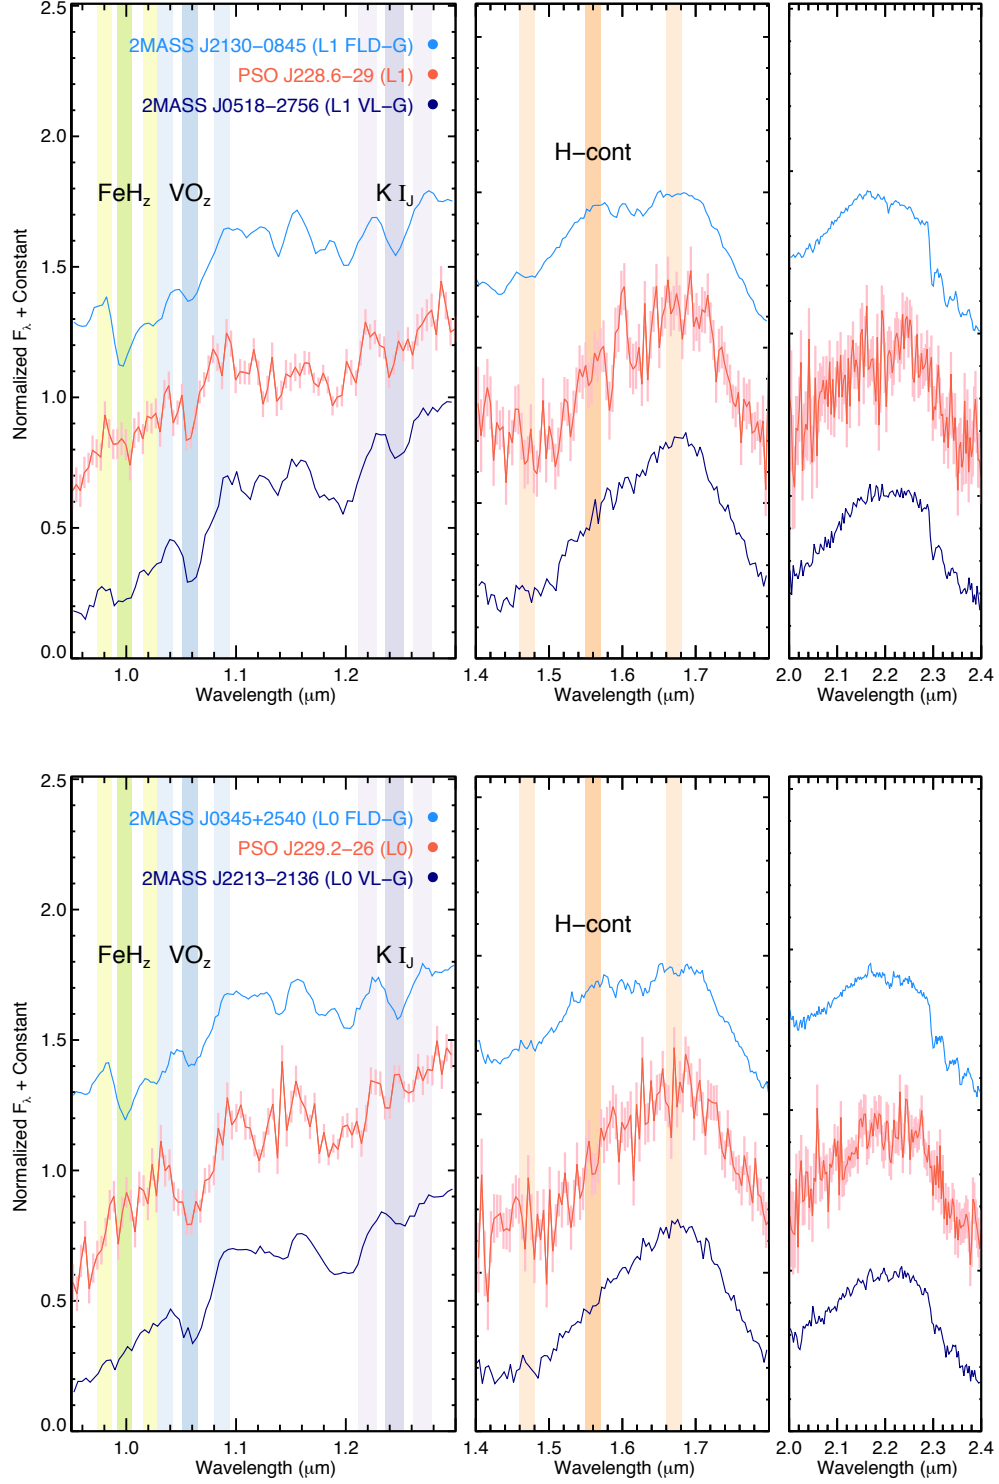 2.5
2.0
1.5
1.0
0.5
0.0
Normalized Fλ + Constant
2MASS J2130−0845 (L1 FLD−G)
PSO J228.6−29 (L1)
2MASS J0518−2756 (L1 VL−G)
FeHz VOz K IJ
H−cont
1.0 1.1 1.2
1.4 1.5 1.6 1.7
2.0 2.1 2.2 2.3 2.4
Wavelength (μm)
Wavelength (μm)
Wavelength (μm)
2.5
2.0
1.5
1.0
0.5
0.0
Normalized Fλ + Constant
2MASS J0345+2540 (L0 FLD−G)
PSO J229.2−26 (L0)
2MASS J2213−2136 (L0 VL−G)
FeHz VOz K IJ
H−cont
1.0 1.1 1.2
1.4 1.5 1.6 1.7
2.0 2.1 2.2 2.3 2.4
Wavelength (μm)
Wavelength (μm)
Wavelength (μm)